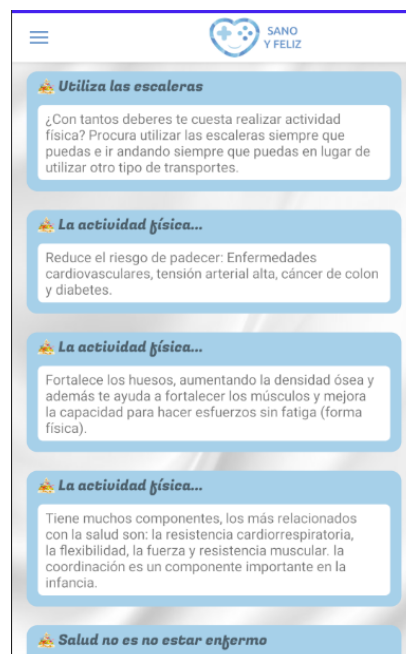 SANO
Y FELIZ
Utiliza las escaleras
¿Con tantos deberes te cuesta realizar actividad
física? Procura utilizar las escaleras siempre que
puedas e ir andando siempre que puedas en lugar de
utilizar otro tipo de transportes.
La actividad física...
Reduce el riesgo de padecer: Enfermedades
cardiovasculares, tensión arterial alta, cáncer de colon
y diabetes.
La actividad física...
Fortalece los huesos, aumentando la densidad ósea y
además te ayuda a fortalecer los músculos y mejora
la capacidad para hacer esfuerzos sin fatiga (forma
física).
La actividad física...
Tiene muchos componentes, los más relacionados
con la salud son: la resistencia cardiorrespiratoria,
la flexibilidad, la fuerza y resistencia muscular. la
coordinación es un componente importante en la
infancia.
Salud no es no estar enfermo